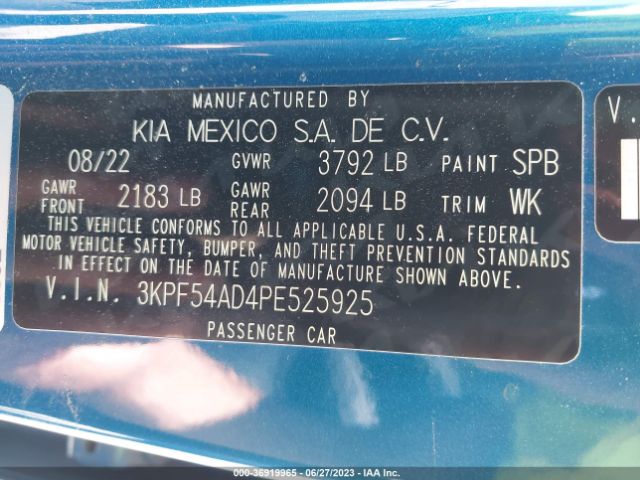 MANUFACTURED BY
KIA MEXICO S.A. DE C.V.
08/22 GVWR 3792 LB PAINT SPB
GAWR FRONT 2183 LB GAWR REAR 2094 LB TRIM WK
THIS VEHICLE CONFORMS TO ALL APPLICABLE U.S.A. FEDERAL
MOTOR VEHICLE SAFETY, BUMPER, AND THEFT PREVENTION STANDARDS
IN EFFECT ON THE DATE OF MANUFACTURE SHOWN ABOVE.
V.I.N. 3KPF54AD4PE525925
PASSENGER CAR
V.
000-36919965 - 06/27/2023 - IAA Inc.